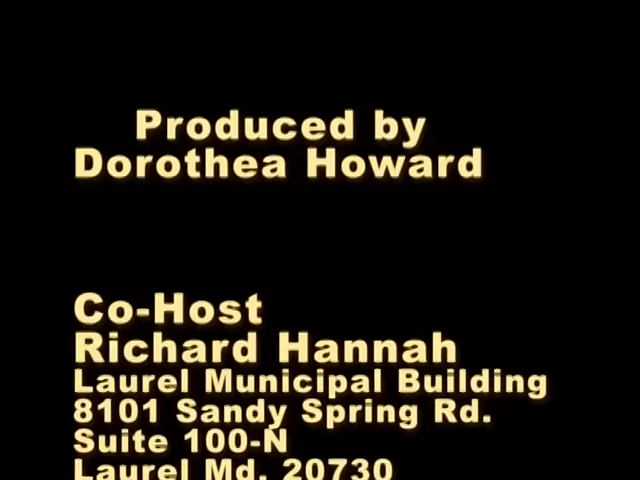 Produced by
Dorothea Howard
Co-Host
Richard Hannah
Laurel Municipal Building
8101 Sandy Spring Rd.
Suite 100-N
Laurel Md. 20730